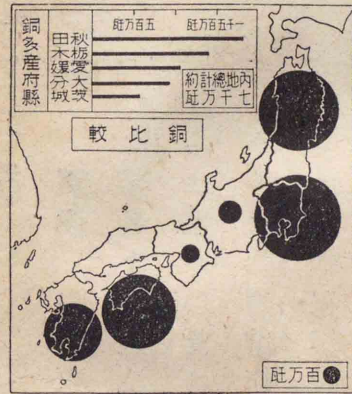 銅多産府縣
五百万瓩
一千五百万瓩
秋田
栃木
愛媛
大分
茨城
内地總計約
七千万瓩
銅比較
百万瓩